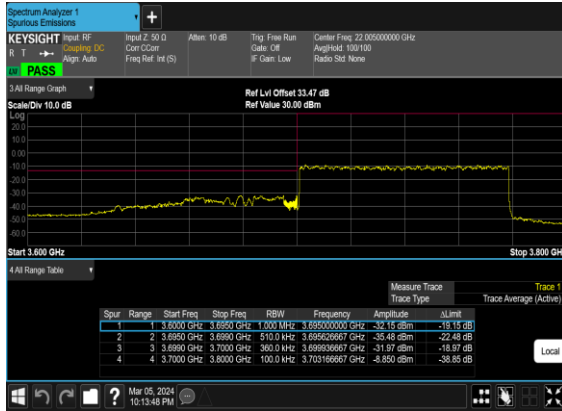 Spectrum Analyzer 1
Spurious Emissions
KEYSIGHT
R T
LXI PASS
Input: RF
Coupling: DC
Align: Auto
Input Z: 50 Ω
Corr CCorr
Freq Ref: Int (S)
Atten: 10 dB
Trig: Free Run
Gate: Off
IF Gain: Low
Center Freq: 22.005000000 GHz
Avg|Hold: 100/100
Radio Std: None
3 All Range Graph
Scale/Div 10.0 dB
Ref Lvl Offset 33.47 dB
Ref Value 30.00 dBm
Log
20.0
10.0
0.00
-10.0
-20.0
-30.0
-40.0
-50.0
-60.0
Start 3.600 GHz
Stop 3.800 GH
4 All Range Table
Measure Trace Trace 1
Trace Type Trace Average (Active)
Spur Range Start Freq Stop Freq RBW Frequency Amplitude ΔLimit
1 1 3.6000 GHz 3.6950 GHz 1.000 MHz 3.695000000 GHz -32.15 dBm -19.15 dB
2 2 3.6950 GHz 3.6990 GHz 510.0 kHz 3.695626667 GHz -35.48 dBm -22.48 dB
3 3 3.6990 GHz 3.7000 GHz 360.0 kHz 3.699936667 GHz -31.97 dBm -18.97 dB
4 4 3.7000 GHz 3.8000 GHz 100.0 kHz 3.703166667 GHz -8.850 dBm -38.85 dB
Local
Mar 05, 2024
10:13:48 PM